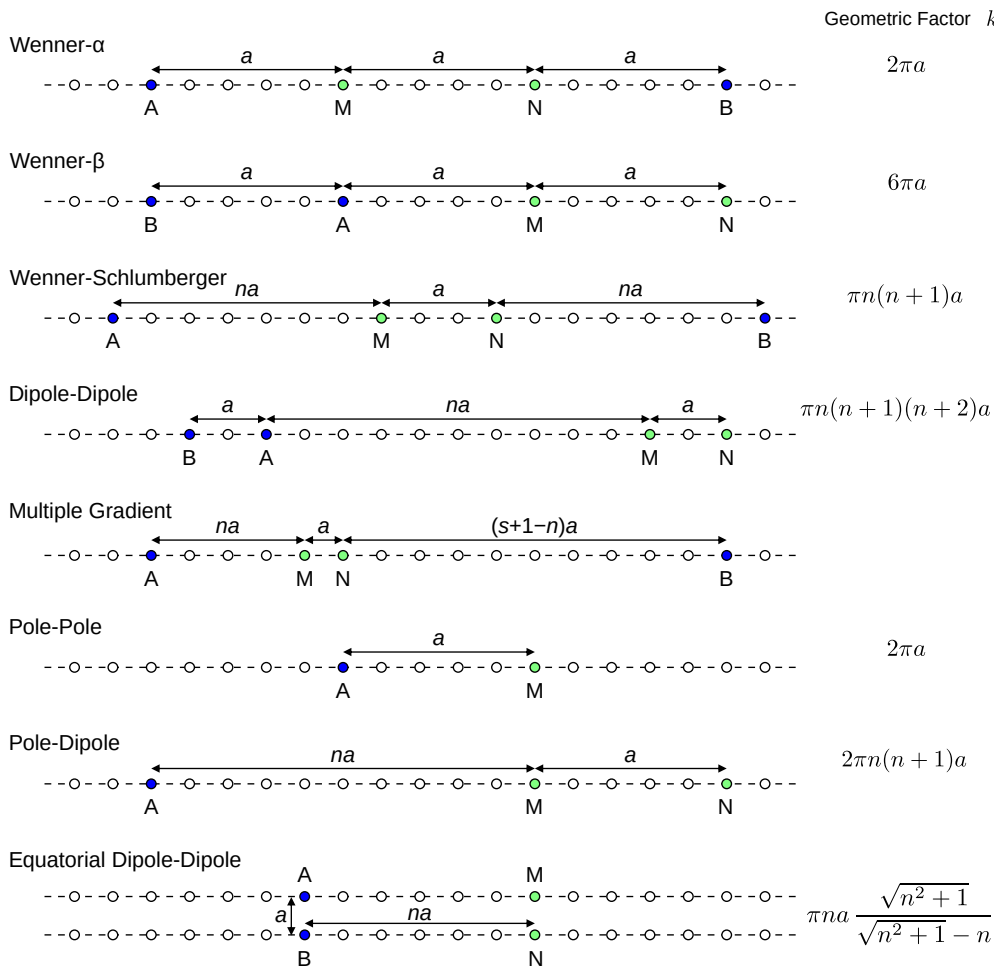 Geometric Factor k
Wenner-α
a a a
2πa
A M N B
Wenner-β
a a a
6πa
B A M N
Wenner-Schlumberger
na a na
πn(n + 1)a
A M N B
Dipole-Dipole
a na a
πn(n + 1)(n + 2)a
B A M N
Multiple Gradient
na a (s+1−n)a
A M N B
Pole-Pole
a
2πa
A M
Pole-Dipole
na a
2πn(n + 1)a
A M N
Equatorial Dipole-Dipole
A M
a na
πna √(n² + 1) / (√(n² + 1) − n)
B N